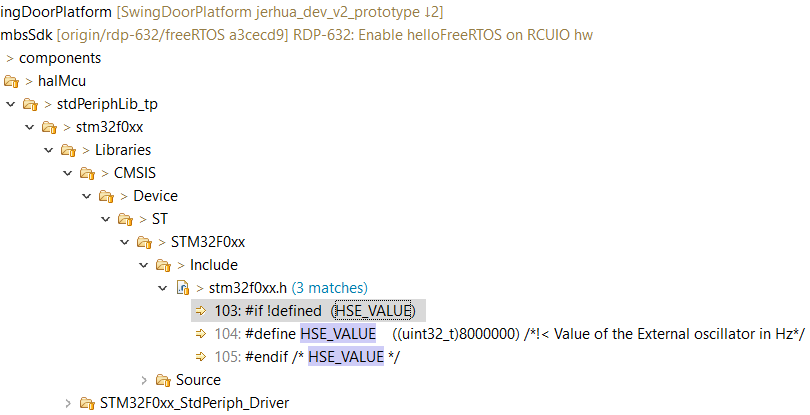 ingDoorPlatform [SwingDoorPlatform jerhua_dev_v2_prototype ↓2]
mbsSdk [origin/rdp-632/freeRTOS a3cecd9] RDP-632: Enable helloFreeRTOS on RCUIO hw
> components
> halMcu
> stdPeriphLib_tp
> stm32f0xx
> Libraries
> CMSIS
> Device
> ST
> STM32F0xx
> Include
> stm32f0xx.h (3 matches)
103: #if !defined (HSE_VALUE)
104: #define HSE_VALUE ((uint32_t)8000000) /*!< Value of the External oscillator in Hz*/
105: #endif /* HSE_VALUE */
> Source
> STM32F0xx_StdPeriph_Driver